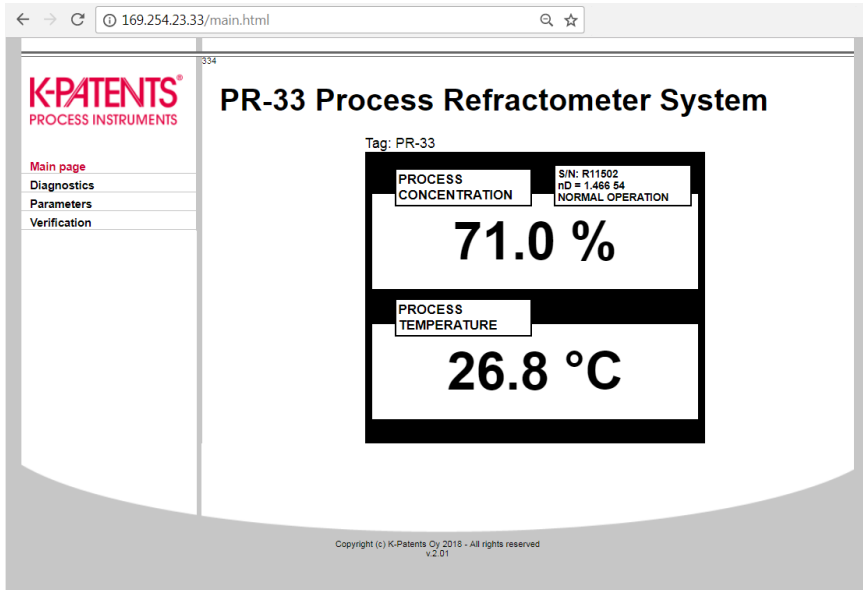 169.254.23.33/main.html
334
K-PATENTS®
PROCESS INSTRUMENTS
PR-33 Process Refractometer System
Main page
Diagnostics
Parameters
Verification
Tag: PR-33
PROCESS
CONCENTRATION
S/N: R11502
nD = 1.466 54
NORMAL OPERATION
71.0 %
PROCESS
TEMPERATURE
26.8 °C
Copyright (c) K-Patents Oy 2018 - All rights reserved
v.2.01